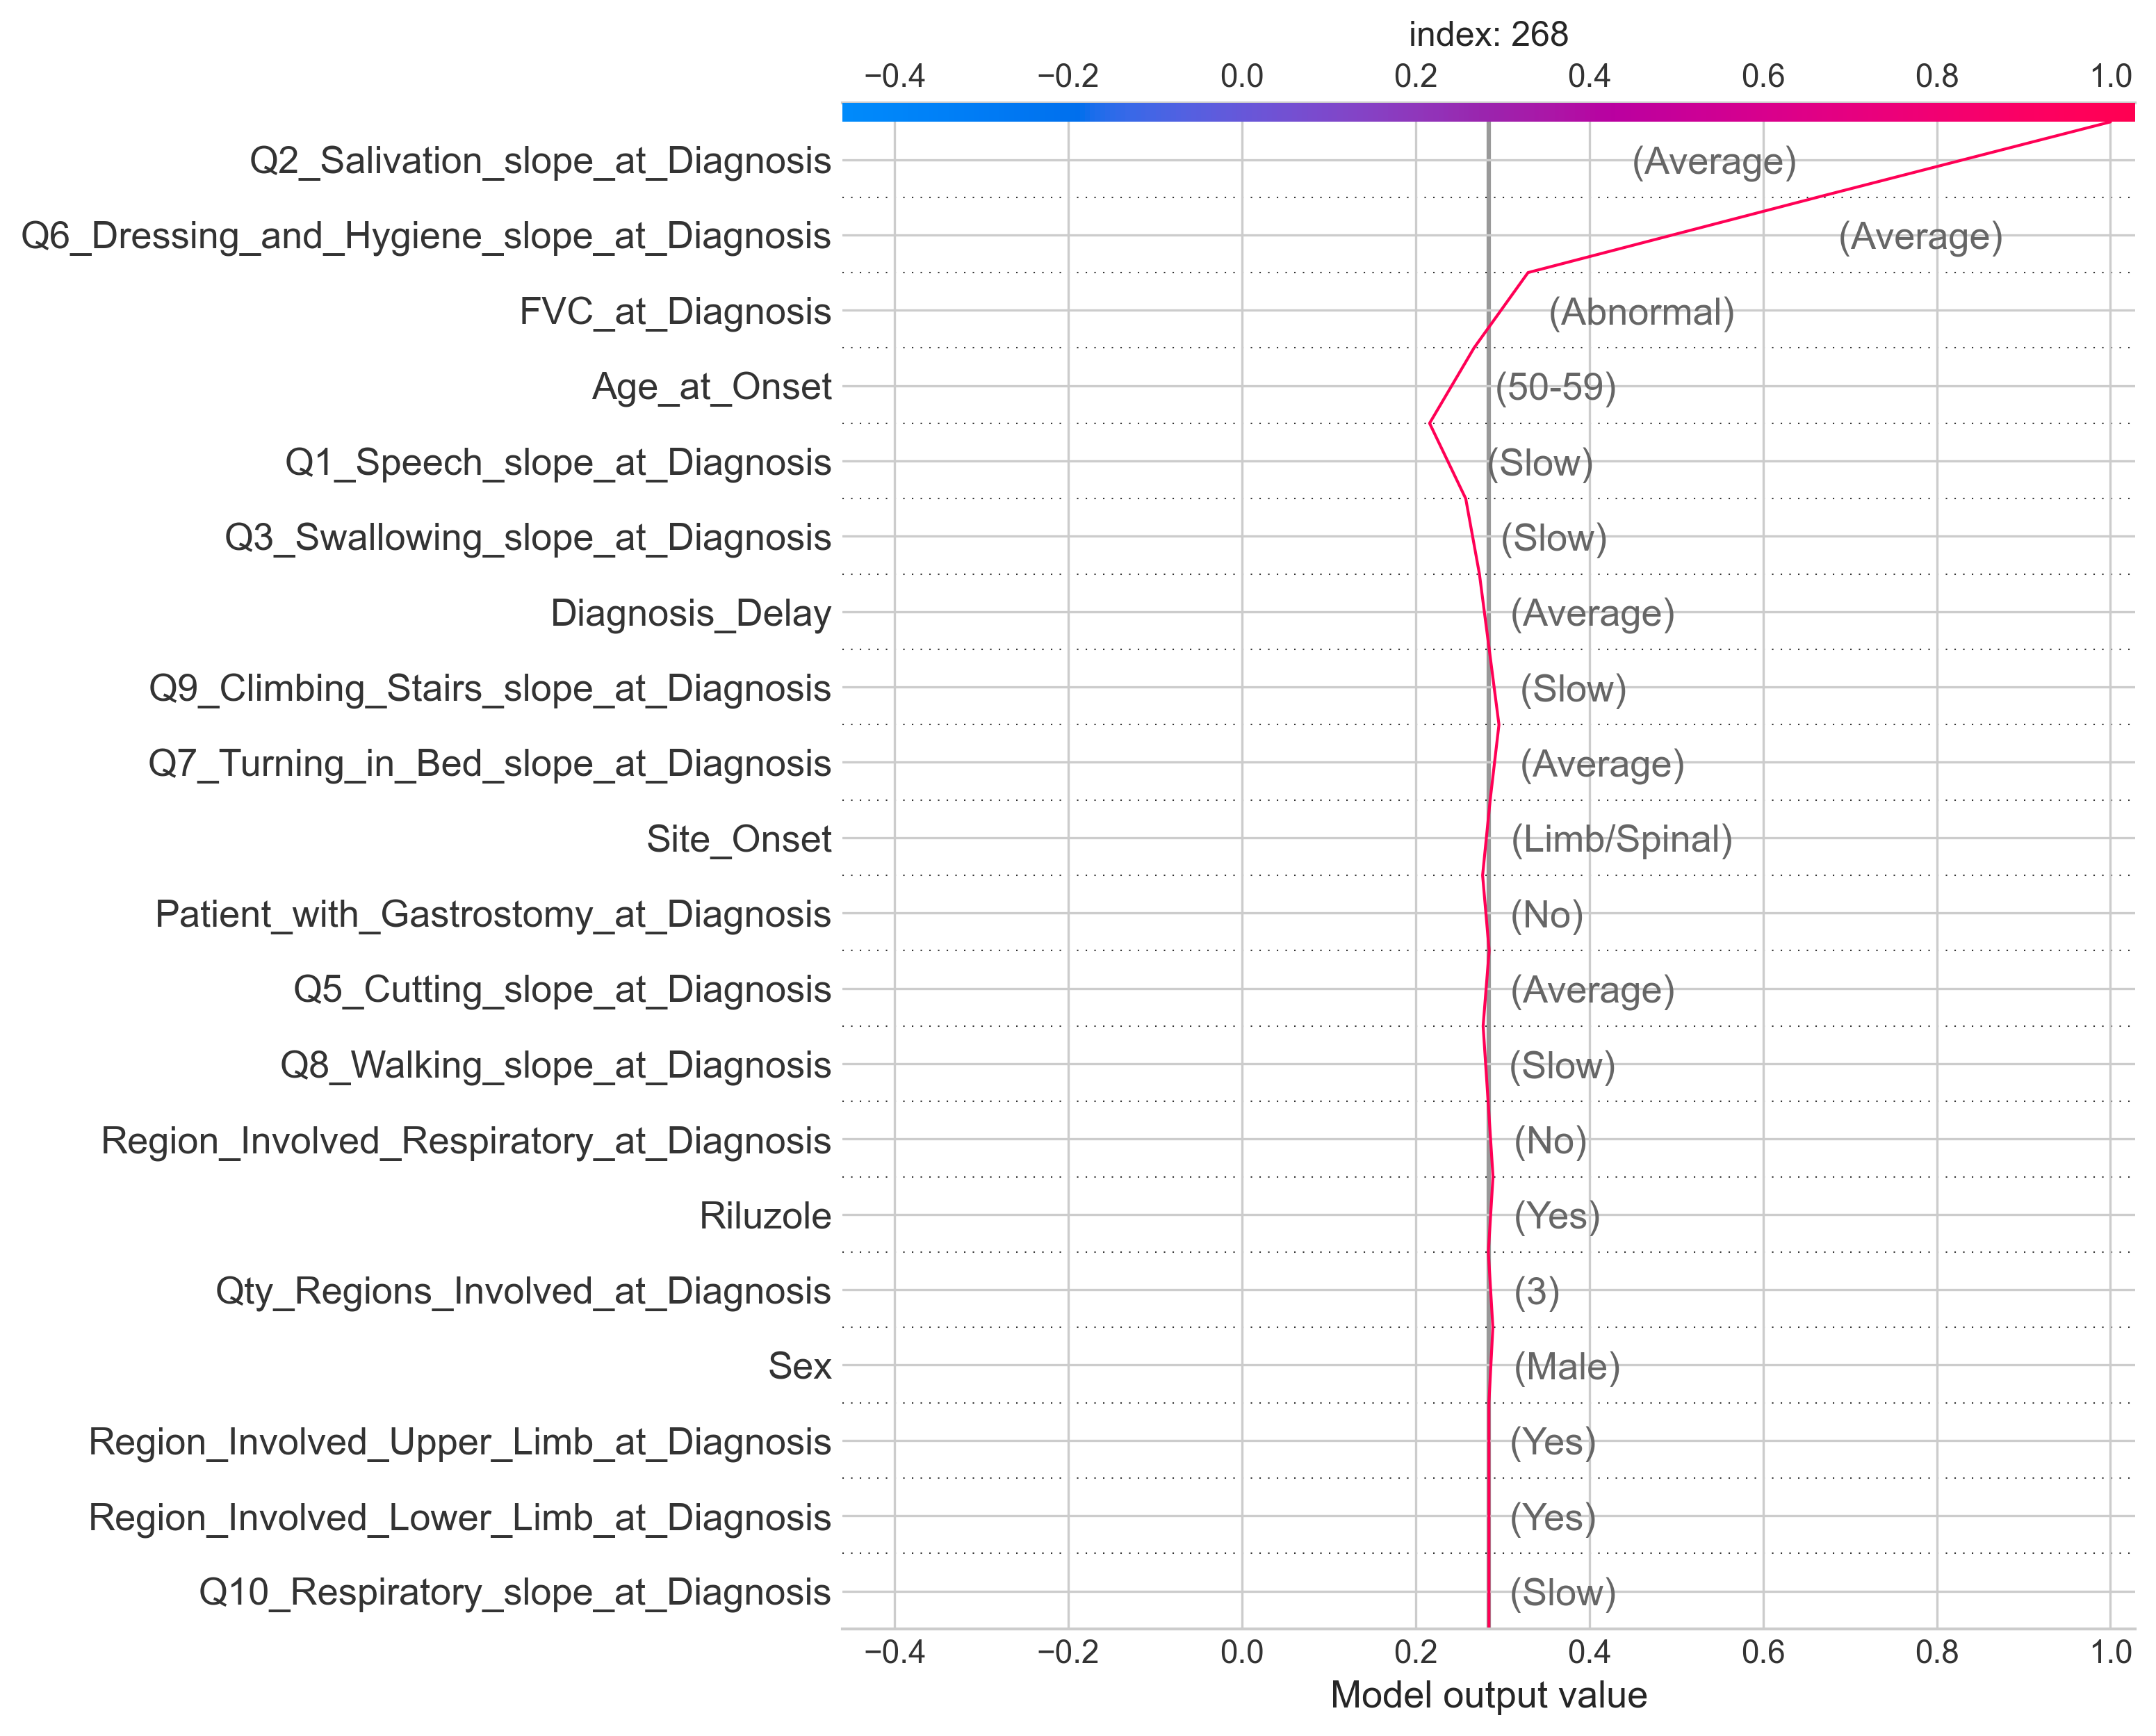 index: 268
−0.4 −0.2 0.0 0.2 0.4 0.6 0.8 1.0
Q2_Salivation_slope_at_Diagnosis (Average)
Q6_Dressing_and_Hygiene_slope_at_Diagnosis (Average)
FVC_at_Diagnosis (Abnormal)
Age_at_Onset (50-59)
Q1_Speech_slope_at_Diagnosis (Slow)
Q3_Swallowing_slope_at_Diagnosis (Slow)
Diagnosis_Delay (Average)
Q9_Climbing_Stairs_slope_at_Diagnosis (Slow)
Q7_Turning_in_Bed_slope_at_Diagnosis (Average)
Site_Onset (Limb/Spinal)
Patient_with_Gastrostomy_at_Diagnosis (No)
Q5_Cutting_slope_at_Diagnosis (Average)
Q8_Walking_slope_at_Diagnosis (Slow)
Region_Involved_Respiratory_at_Diagnosis (No)
Riluzole (Yes)
Qty_Regions_Involved_at_Diagnosis (3)
Sex (Male)
Region_Involved_Upper_Limb_at_Diagnosis (Yes)
Region_Involved_Lower_Limb_at_Diagnosis (Yes)
Q10_Respiratory_slope_at_Diagnosis (Slow)
−0.4 −0.2 0.0 0.2 0.4 0.6 0.8 1.0
Model output value